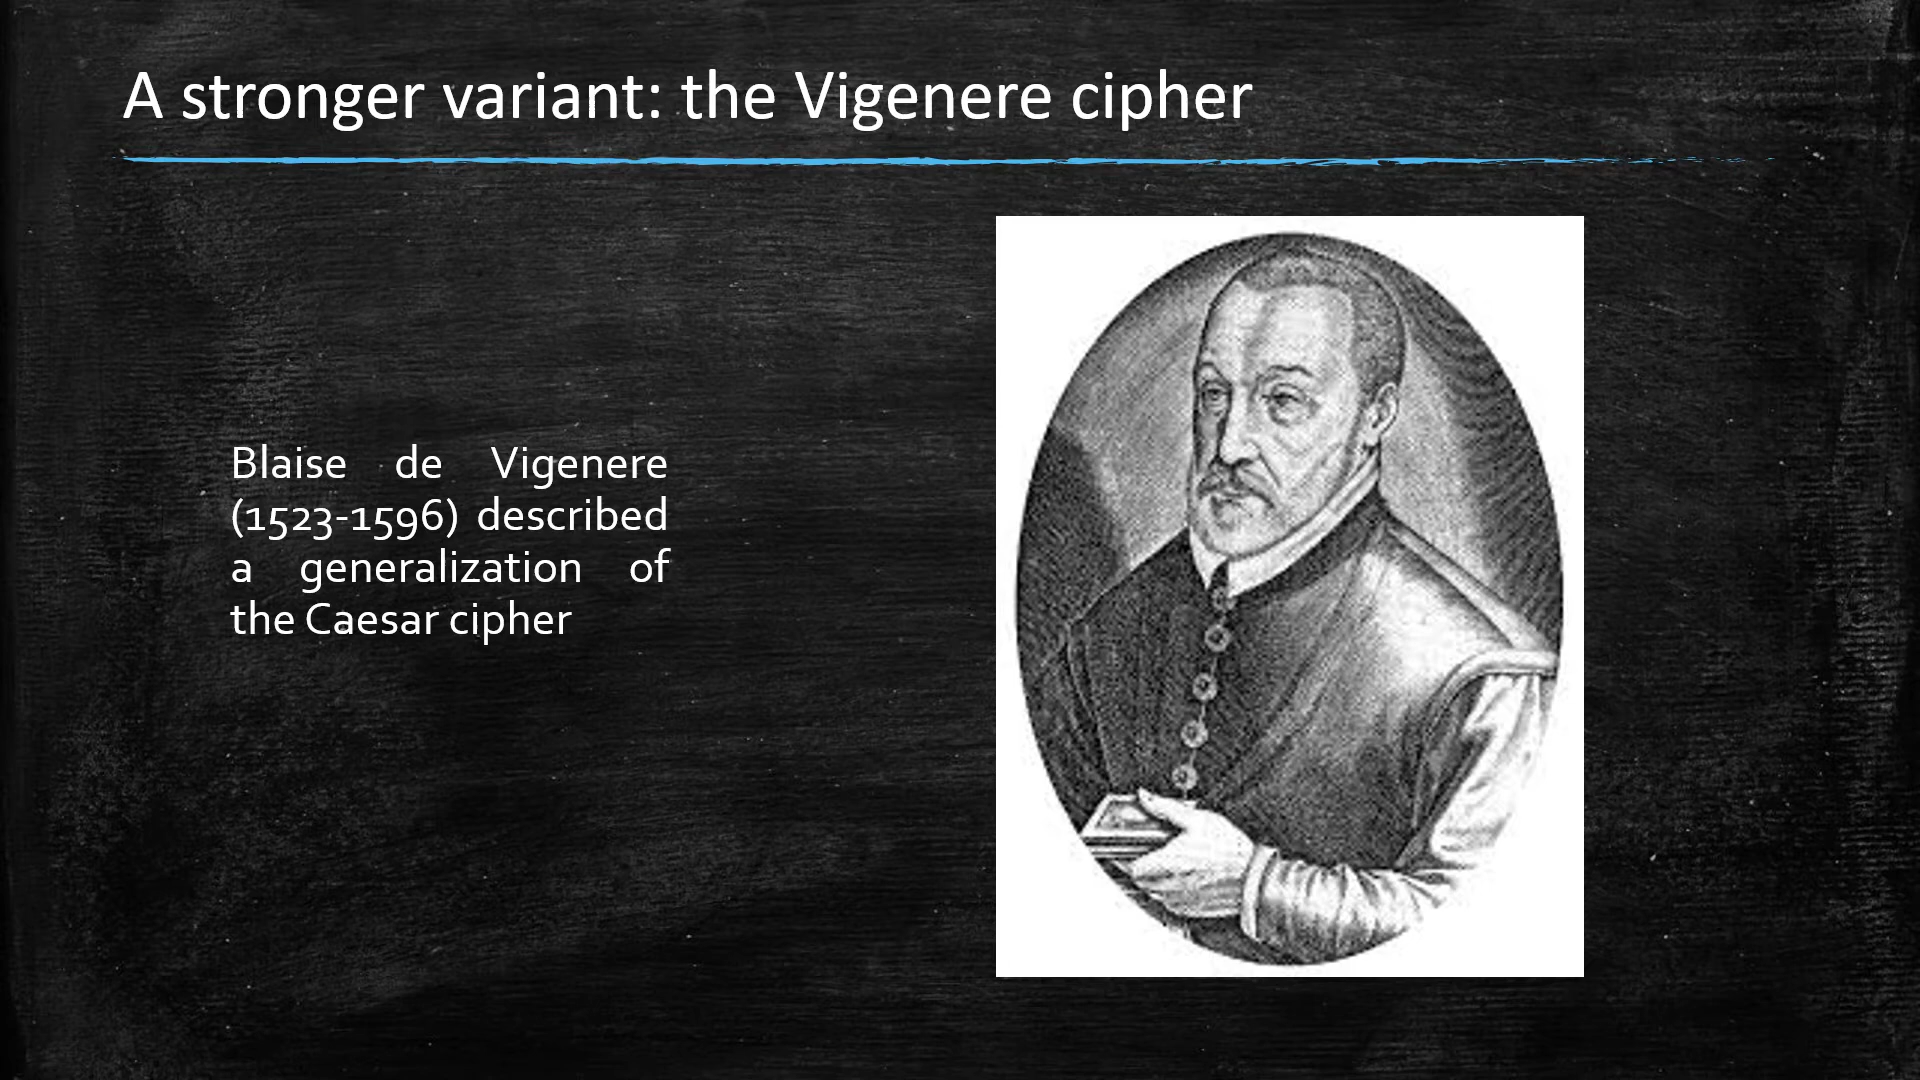 A stronger variant: the Vigenere cipher
Blaise de Vigenere
(1523-1596) described
a generalization of
the Caesar cipher